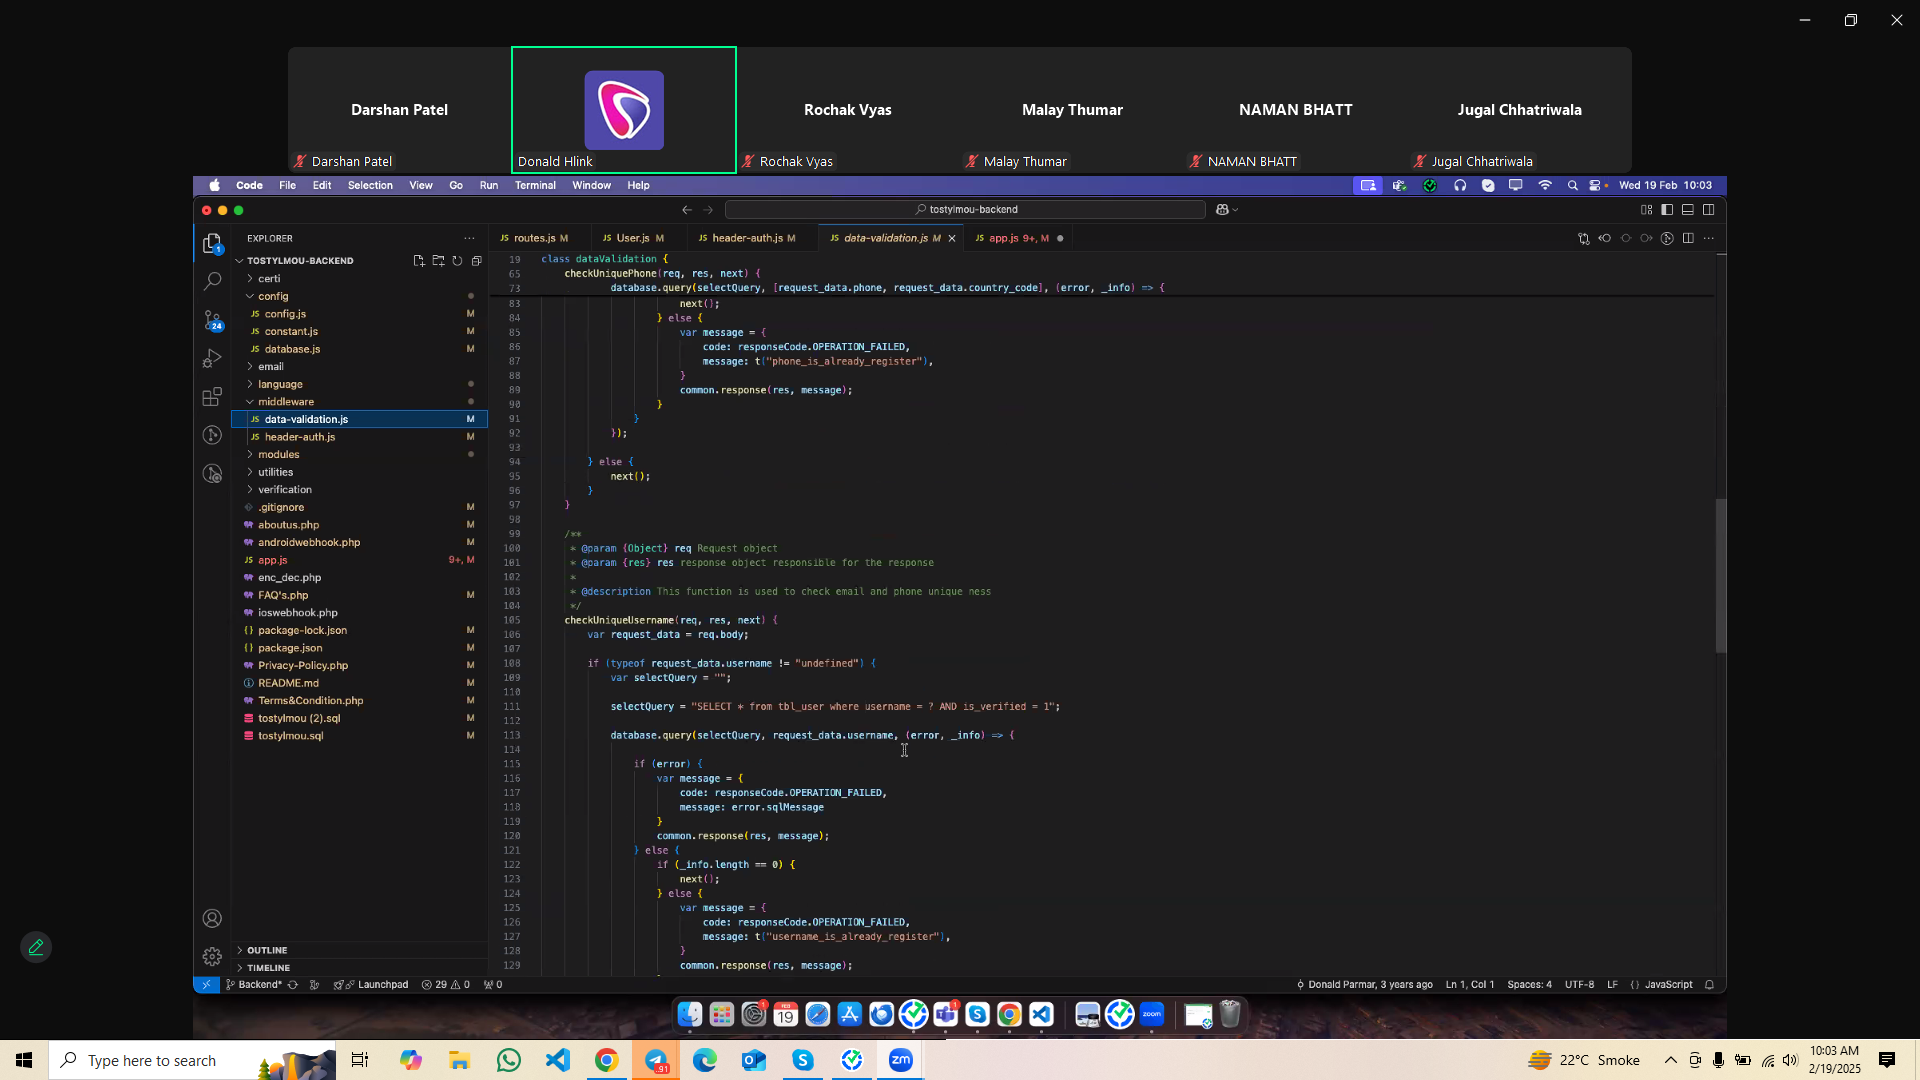 Darshan Patel
Rochak Vyas
Malay Thumar
NAMAN BHATT
Jugal Chhatriwala
Darshan Patel
Donald Hlink
Rochak Vyas
Malay Thumar
NAMAN BHATT
Jugal Chhatriwala
Code File Edit Selection View Go Run Terminal Window Help
Wed 19 Feb 10:03
tostylmou-backend
EXPLORER
routes.js M
User.js M
header-auth.js M
data-validation.js M
app.js 9+, M
TOSTYLMOU-BACKEND
certi
config
config.js M
constant.js M
database.js M
email
language
middleware
data-validation.js M
header-auth.js M
modules
utilities
verification
.gitignore M
aboutus.php M
androidwebhook.php M
app.js 9+, M
enc_dec.php
FAQ's.php M
ioswebhook.php
package-lock.json M
package.json M
Privacy-Policy.php M
README.md M
Terms&Condition.php M
tostylmou (2).sql M
tostylmou.sql M
OUTLINE
TIMELINE
1
24
19 class dataValidation {
65 checkUniquePhone(req, res, next) {
73 database.query(selectQuery, [request_data.phone, request_data.country_code], (error, _info) => {
83 next();
84 } else {
85 var message = {
86 code: responseCode.OPERATION_FAILED,
87 message: t("phone_is_already_register"),
88 }
89 common.response(res, message);
90 }
91 }
92 });
93
94 } else {
95 next();
96 }
97 }
98
99 /**
100 * @param {Object} req Request object
101 * @param {res} res response object responsible for the response
102 *
103 * @description This function is used to check email and phone unique ness
104 */
105 checkUniqueUsername(req, res, next) {
106 var request_data = req.body;
107
108 if (typeof request_data.username != "undefined") {
109 var selectQuery = "";
110
111 selectQuery = "SELECT * from tbl_user where username = ? AND is_verified = 1";
112
113 database.query(selectQuery, request_data.username, (error, _info) => {
114
115 if (error) {
116 var message = {
117 code: responseCode.OPERATION_FAILED,
118 message: error.sqlMessage
119 }
120 common.response(res, message);
121 } else {
122 if (_info.length == 0) {
123 next();
124 } else {
125 var message = {
126 code: responseCode.OPERATION_FAILED,
127 message: t("username_is_already_register"),
128 }
129 common.response(res, message);
Backend* Launchpad 29 0 0
Donald Parmar, 3 years ago Ln 1, Col 1 Spaces: 4 UTF-8 LF {} JavaScript
1
FEB
19
1
zoom
Type here to search
91
zm
22°C Smoke
10:03 AM
2/19/2025